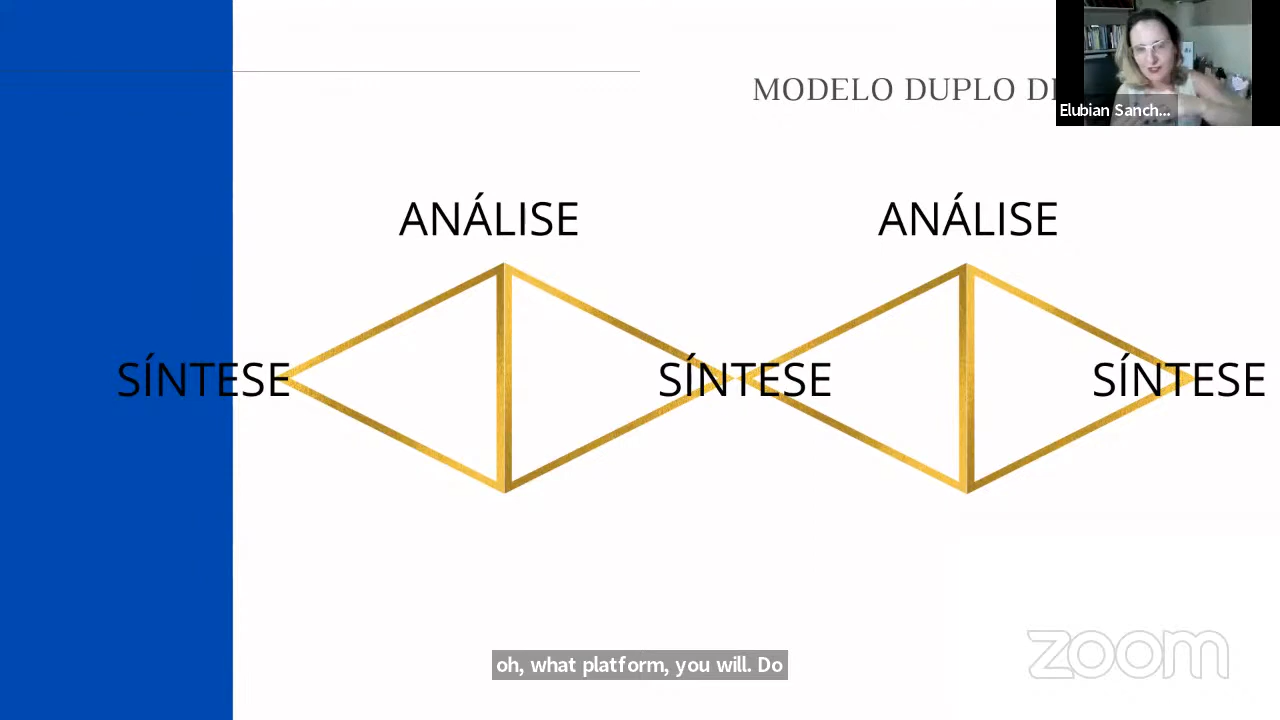 MODELO DUPLO
Elubian Sanch...
ANÁLISE ANÁLISE
SÍNTESE SÍNTESE SÍNTESE
oh, what platform, you will. Do
zoom